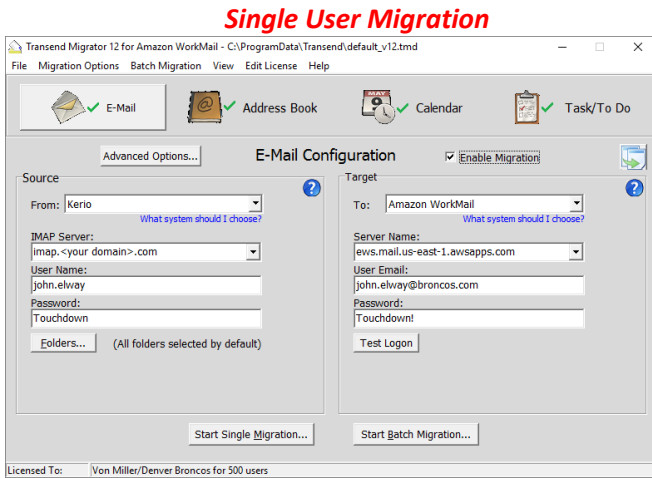 Single User Migration
Transend Migrator 12 for Amazon WorkMail - C:\ProgramData\Transend\default_v12.tmd
File Migration Options Batch Migration View Edit License Help
E-Mail Address Book MAY 9 Calendar Task/To Do
Advanced Options... E-Mail Configuration Enable Migration
Source Target
From: Kerio To: Amazon WorkMail
What system should I choose? What system should I choose?
IMAP Server: Server Name:
imap.<your domain>.com ews.mail.us-east-1.awsapps.com
User Name: User Email:
john.elway john.elway@broncos.com
Password: Password:
Touchdown Touchdown!
Folders... (All folders selected by default) Test Logon
Start Single Migration... Start Batch Migration...
Licensed To: Von Miller/Denver Broncos for 500 users